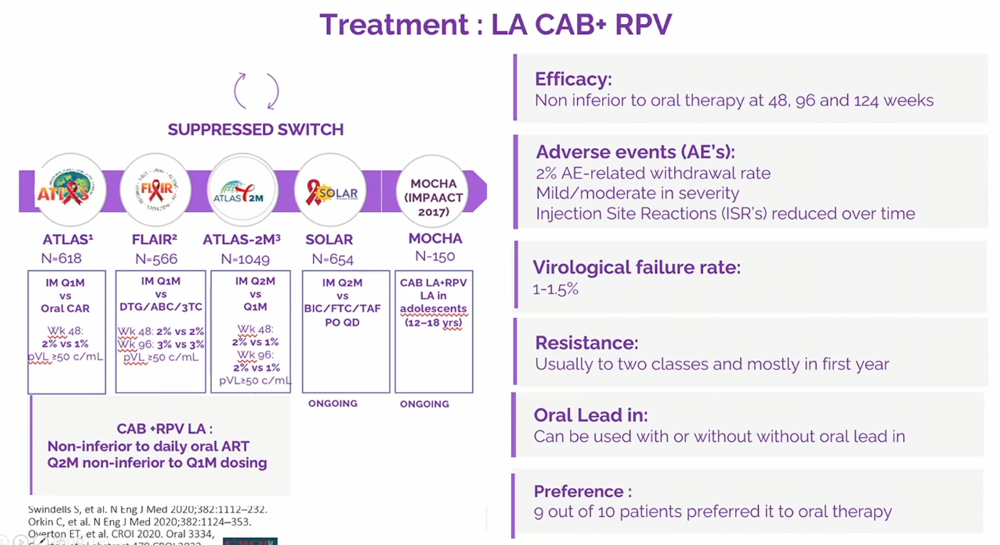 Treatment : LA CAB+ RPV
SUPPRESSED SWITCH
ATLAS
FLAIR
ATLAS 2M
SOLAR
MOCHA
(IMPAACT
2017)
ATLAS¹
N=618
IM Q1M
vs
Oral CAR
Wk 48:
2% vs 1%
pVL ≥50 c/mL
FLAIR²
N=566
IM Q1M
vs
DTG/ABC/3TC
Wk 48: 2% vs 2%
Wk 96: 3% vs 3%
pVL ≥50 c/mL
ATLAS-2M³
N=1049
IM Q2M
vs
Q1M
Wk 48:
2% vs 1%
Wk 96:
2% vs 1%
pVL≥50 c/mL
SOLAR
N=654
IM Q2M
vs
BIC/FTC/TAF
PO QD
ONGOING
MOCHA
N-150
CAB LA+RPV
LA in
adolescents
(12–18 yrs)
ONGOING
CAB +RPV LA :
Non-inferior to daily oral ART
Q2M non-inferior to Q1M dosing
Swindells S, et al. N Eng J Med 2020;382:1112–232.
Orkin C, et al. N Eng J Med 2020;382:1124–353.
Overton ET, et al. CROI 2020. Oral 3334,
Efficacy:
Non inferior to oral therapy at 48, 96 and 124 weeks
Adverse events (AE's):
2% AE-related withdrawal rate
Mild/moderate in severity
Injection Site Reactions (ISR's) reduced over time
Virological failure rate:
1-1.5%
Resistance:
Usually to two classes and mostly in first year
Oral Lead in:
Can be used with or without without oral lead in
Preference :
9 out of 10 patients preferred it to oral therapy